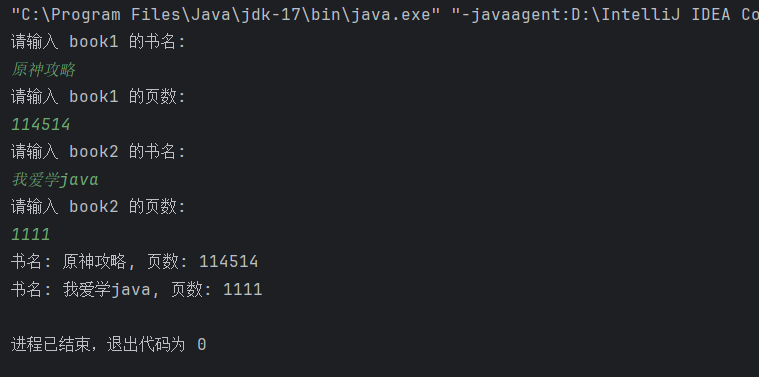 "C:\Program Files\Java\jdk-17\bin\java.exe" "-javaagent:D:\IntelliJ IDEA Co
请输入 book1 的书名:
原神攻略
请输入 book1 的页数:
114514
请输入 book2 的书名:
我爱学java
请输入 book2 的页数:
1111
书名: 原神攻略, 页数: 114514
书名: 我爱学java, 页数: 1111
进程已结束，退出代码为 0